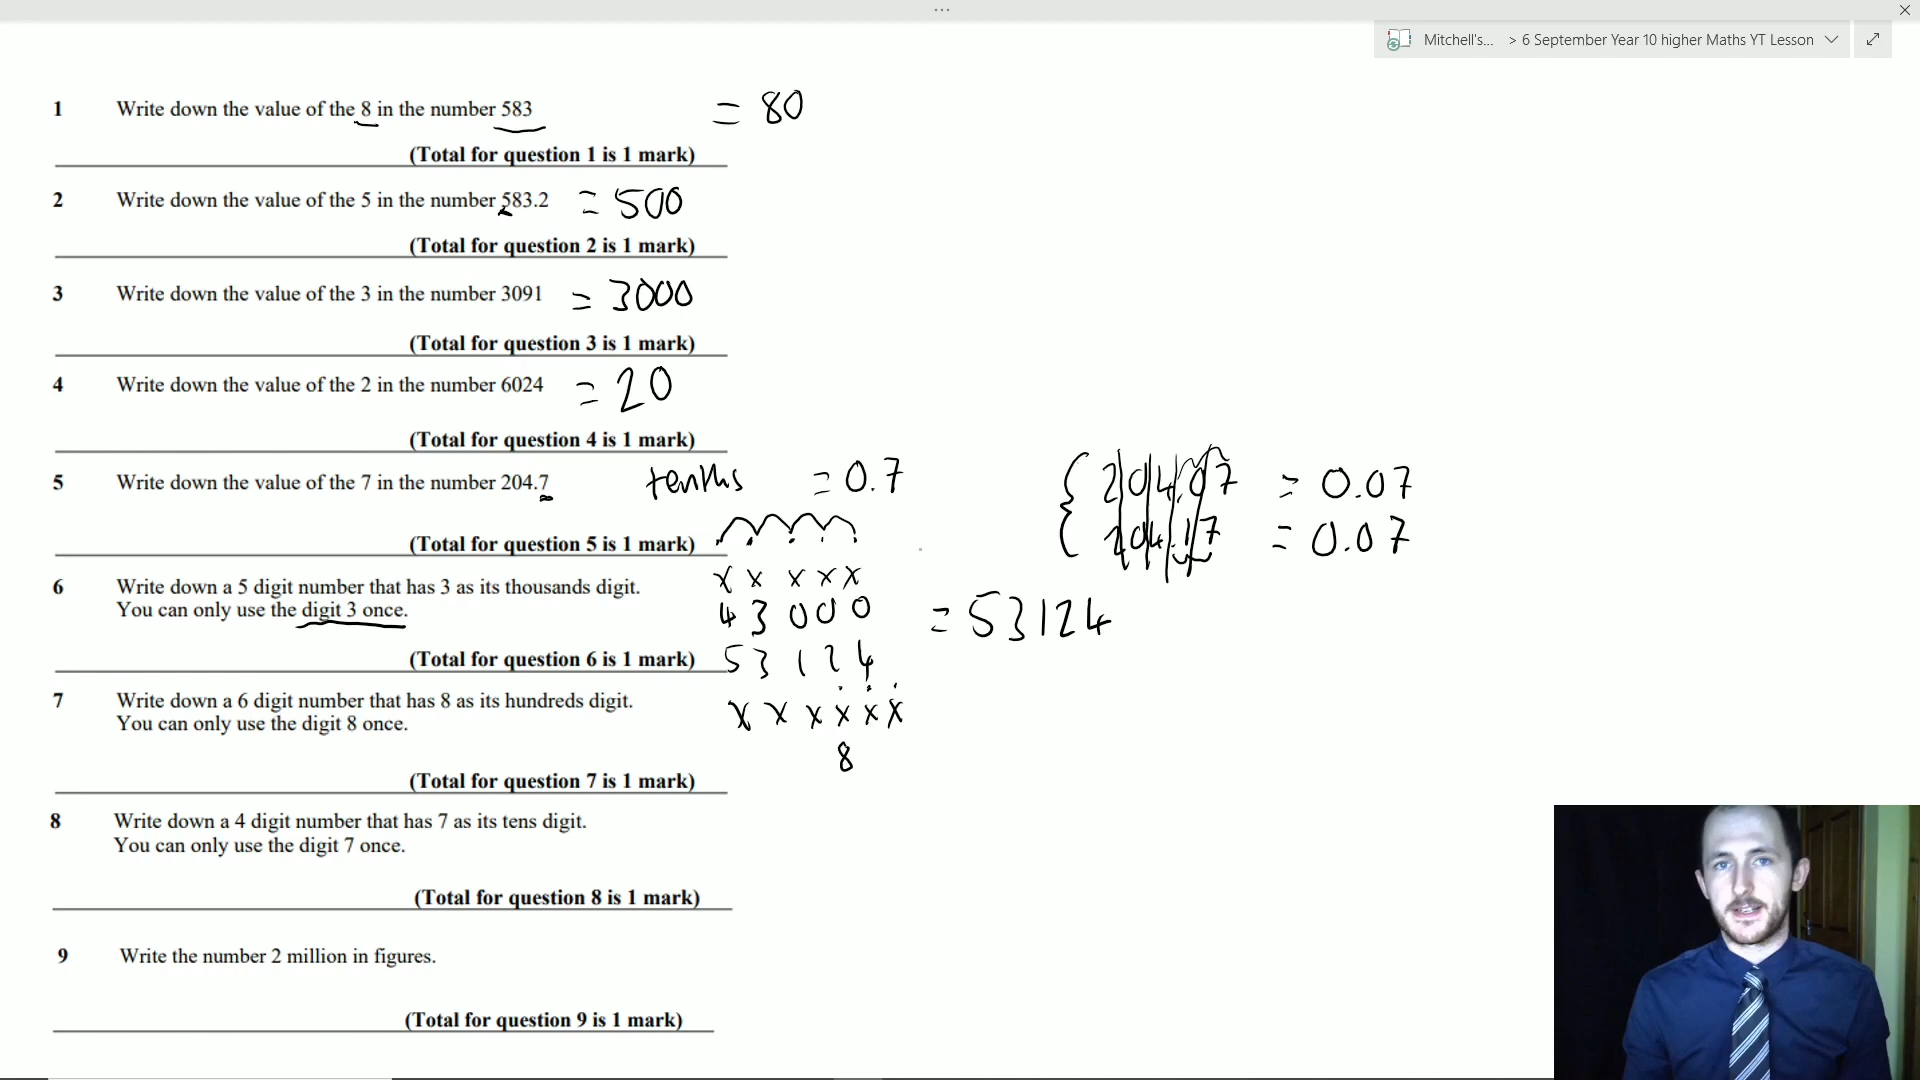 ...
Mitchell's... > 6 September Year 10 higher Maths YT Lesson
1 Write down the value of the 8 in the number 583 = 80
(Total for question 1 is 1 mark)
2 Write down the value of the 5 in the number 583.2 = 500
(Total for question 2 is 1 mark)
3 Write down the value of the 3 in the number 3091 = 3000
(Total for question 3 is 1 mark)
4 Write down the value of the 2 in the number 6024 = 20
(Total for question 4 is 1 mark)
5 Write down the value of the 7 in the number 204.7 tenths = 0.7
{ 204.07 = 0.07
204.17 = 0.07
(Total for question 5 is 1 mark)
6 Write down a 5 digit number that has 3 as its thousands digit. x x x x x
You can only use the digit 3 once. 4 3 0 0 0 = 53124
(Total for question 6 is 1 mark) 5 3 1 2 4
7 Write down a 6 digit number that has 8 as its hundreds digit. x x x x x x
You can only use the digit 8 once. 8
(Total for question 7 is 1 mark)
8 Write down a 4 digit number that has 7 as its tens digit.
You can only use the digit 7 once.
(Total for question 8 is 1 mark)
9 Write the number 2 million in figures.
(Total for question 9 is 1 mark)